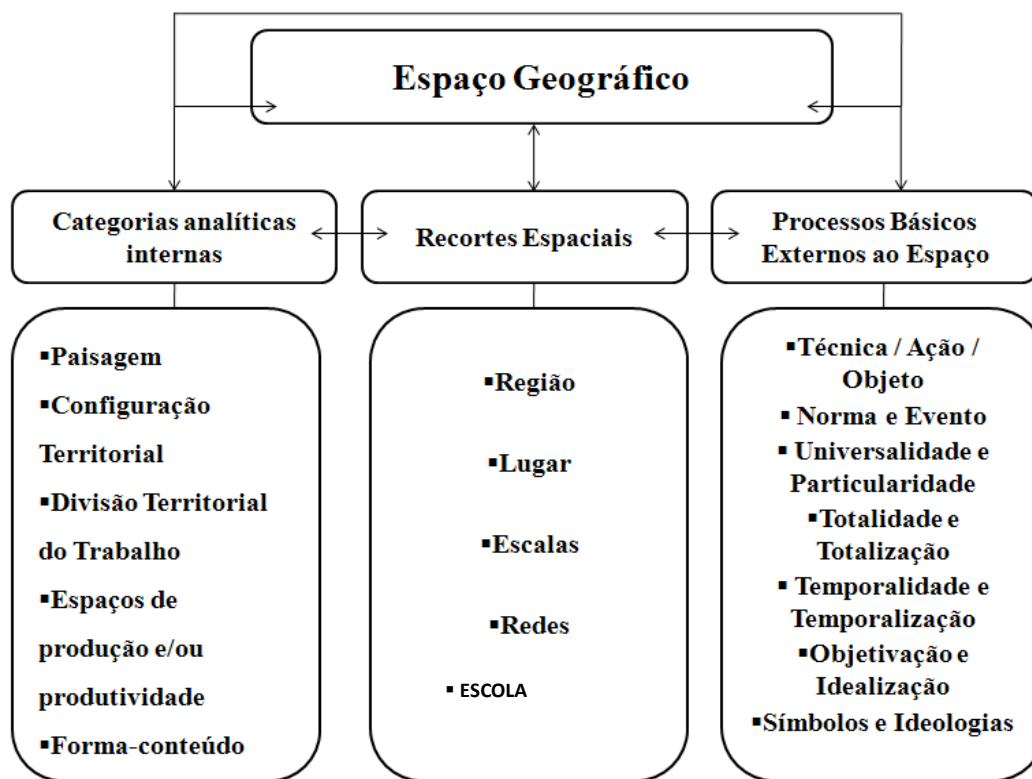 Espaço Geográfico
Categorias analíticas
internas
Recortes Espaciais
Processos Básicos
Externos ao Espaço
▪Paisagem
▪Configuração
Territorial
▪Divisão Territorial
do Trabalho
▪Espaços de
produção e/ou
produtividade
▪Forma-conteúdo
▪Região
▪Lugar
▪Escalas
▪Redes
▪ ESCOLA
▪Técnica / Ação /
Objeto
▪ Norma e Evento
▪ Universalidade e
Particularidade
▪Totalidade e
Totalização
▪ Temporalidade e
Temporalização
▪Objetivação e
Idealização
▪Símbolos e Ideologias